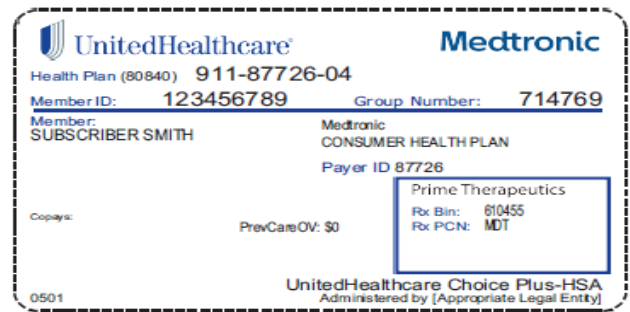 UnitedHealthcare® Medtronic
Health Plan (80840) 911-87726-04
Member ID: 123456789 Group Number: 714769
Member:
SUBSCRIBER SMITH
Medtronic
CONSUMER HEALTH PLAN
Payer ID 87726
Prime Therapeutics
Rx Bin: 610455
Rx PCN: MDT
Copays:
PrevCareOV: $0
UnitedHealthcare Choice Plus-HSA
0501 Administered by [Appropriate Legal Entity]